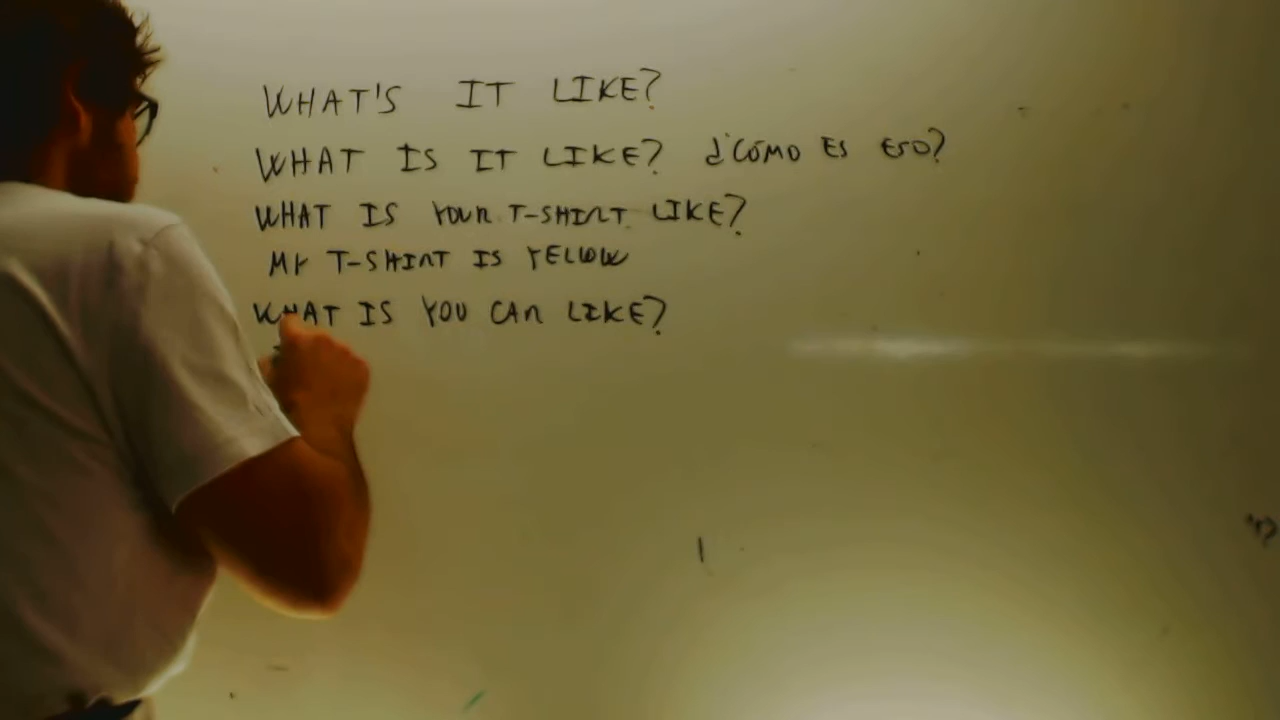 WHAT'S IT LIKE?
WHAT IS IT LIKE? ¿CÓMO ES ESO?
WHAT IS YOUR T-SHIRT LIKE?
MY T-SHIRT IS YELLOW
WHAT IS YOU CAR LIKE?